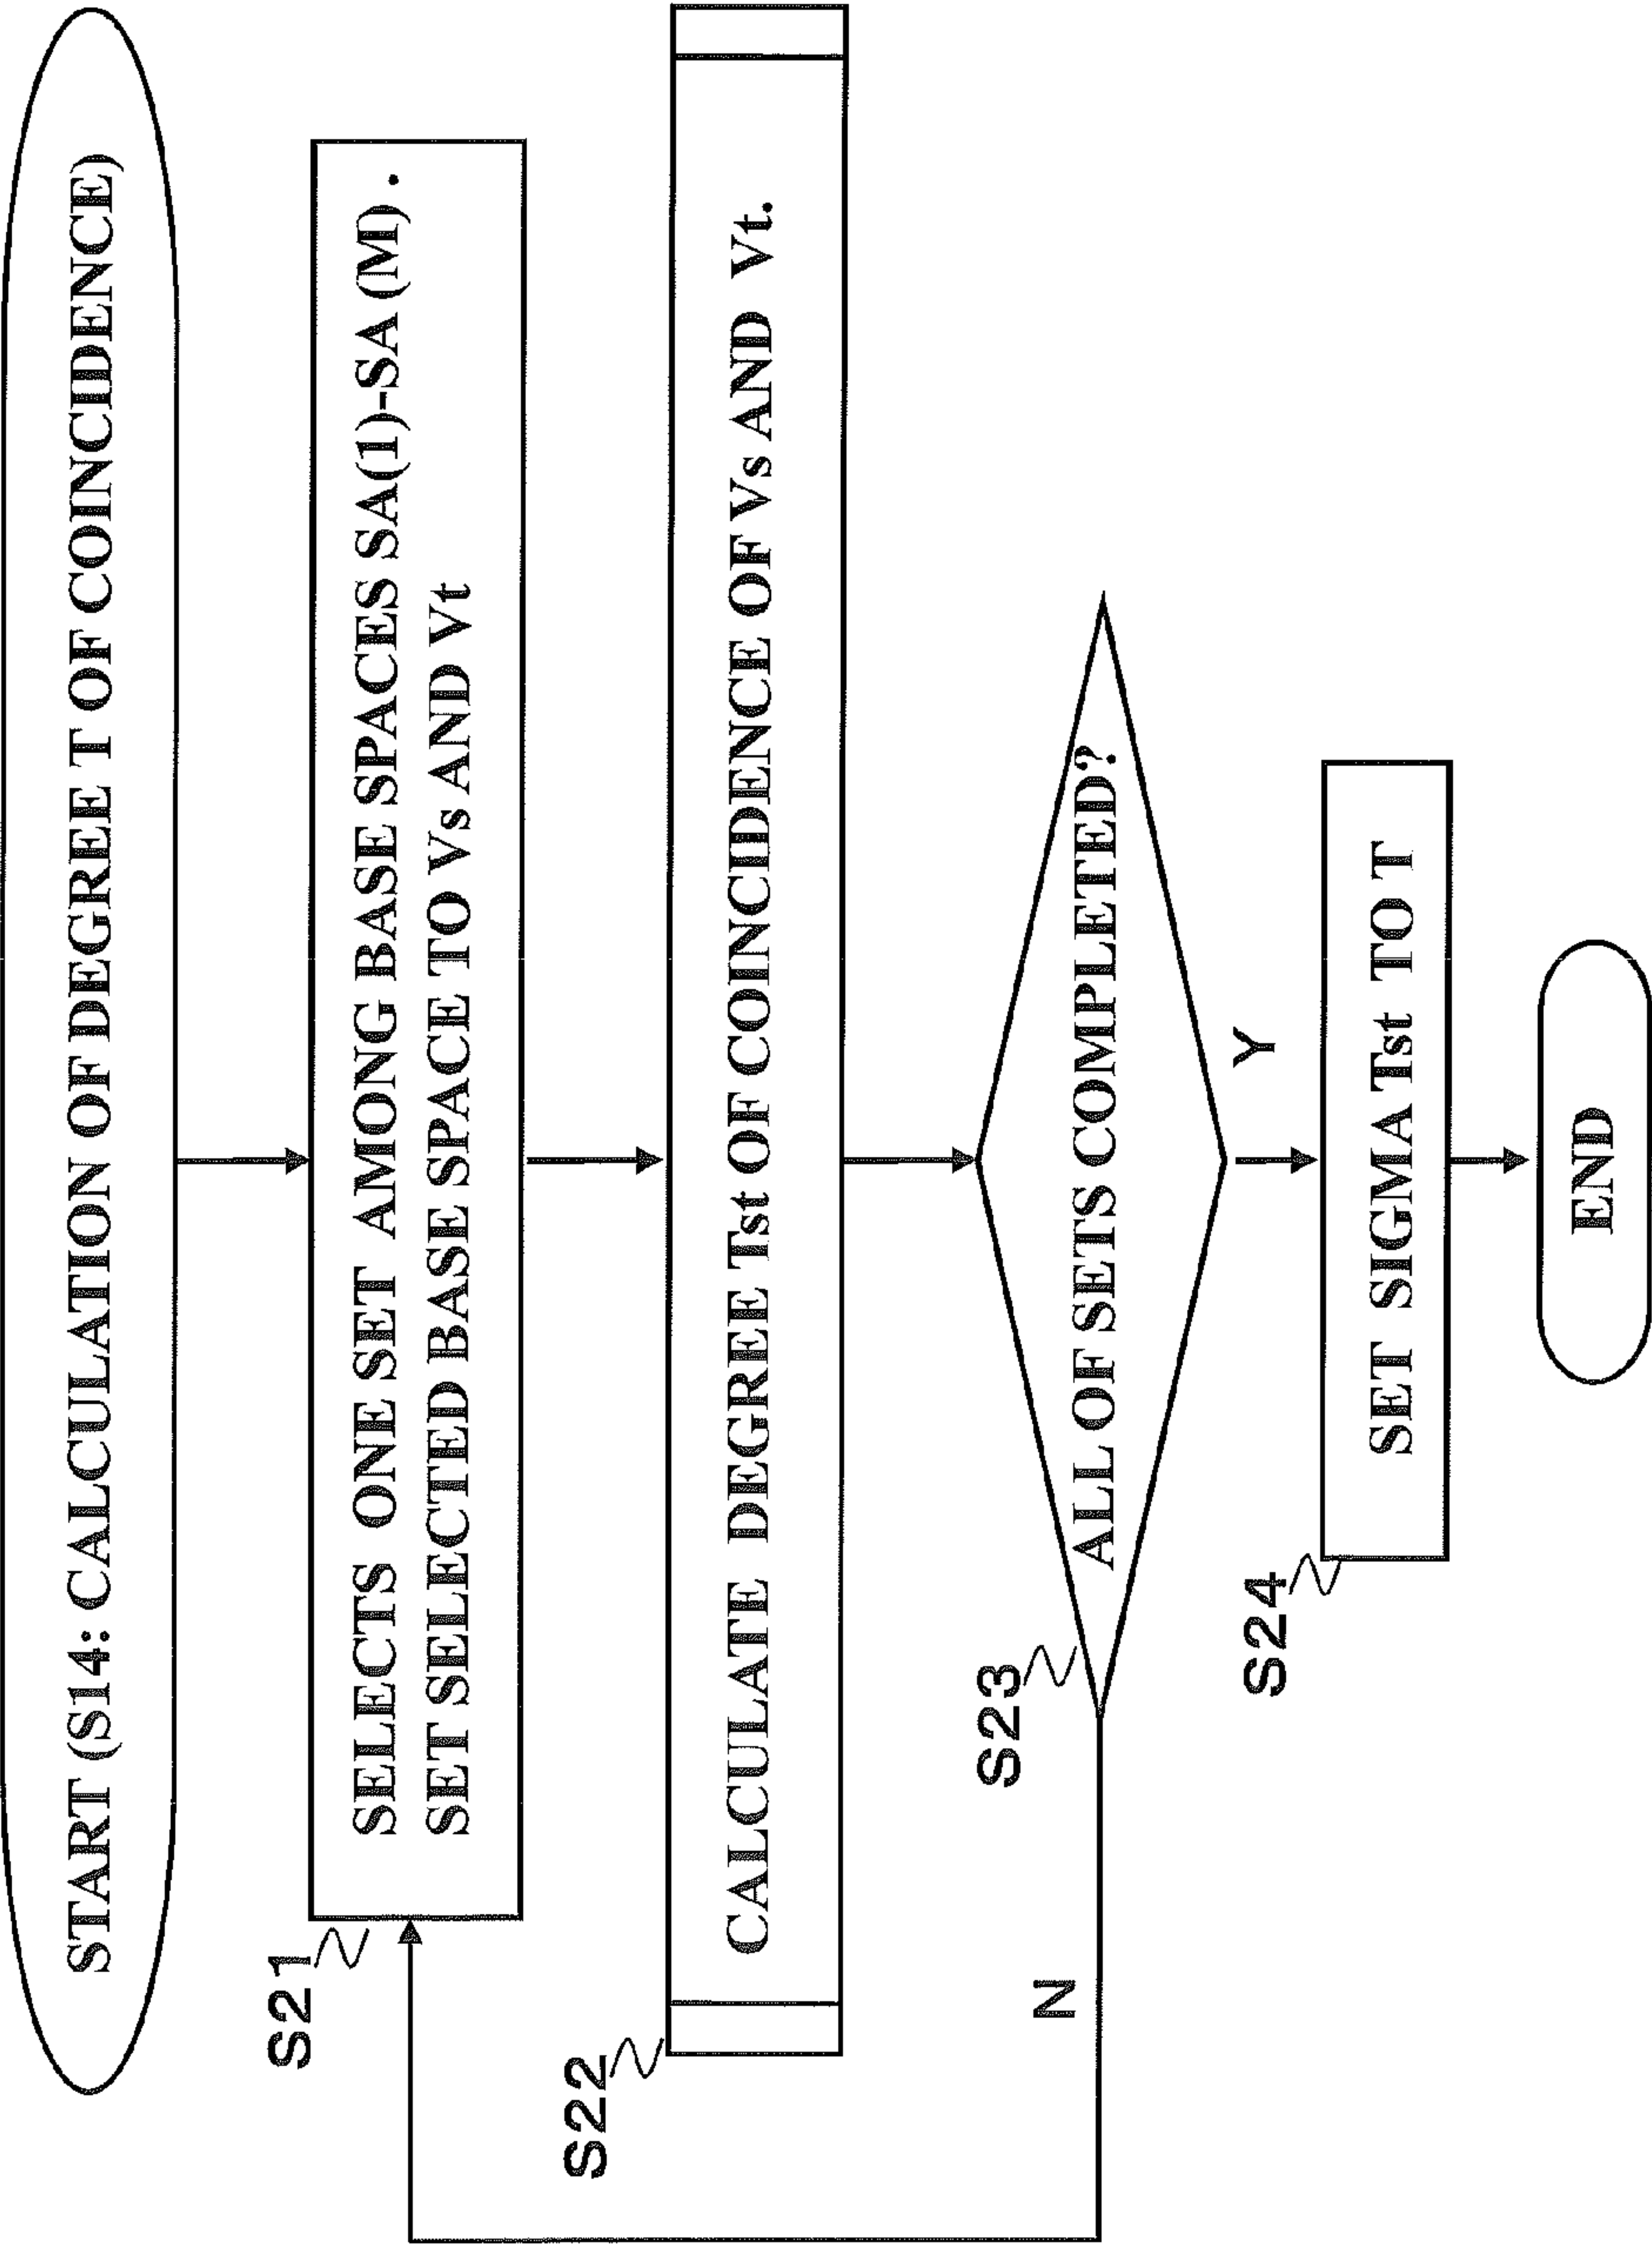 START (S14: CALCULATION OF DEGREE T OF COINCIDENCE)
S21
SELECTS ONE SET AMONG BASE SPACES SA(1)-SA (M) .
SET SELECTED BASE SPACE TO Vs AND Vt
S22
CALCULATE DEGREE Tst OF COINCIDENCE OF Vs AND Vt.
S23
ALL OF SETS COMPLETED?
N
Y
S24
SET SIGMATst TO T
END